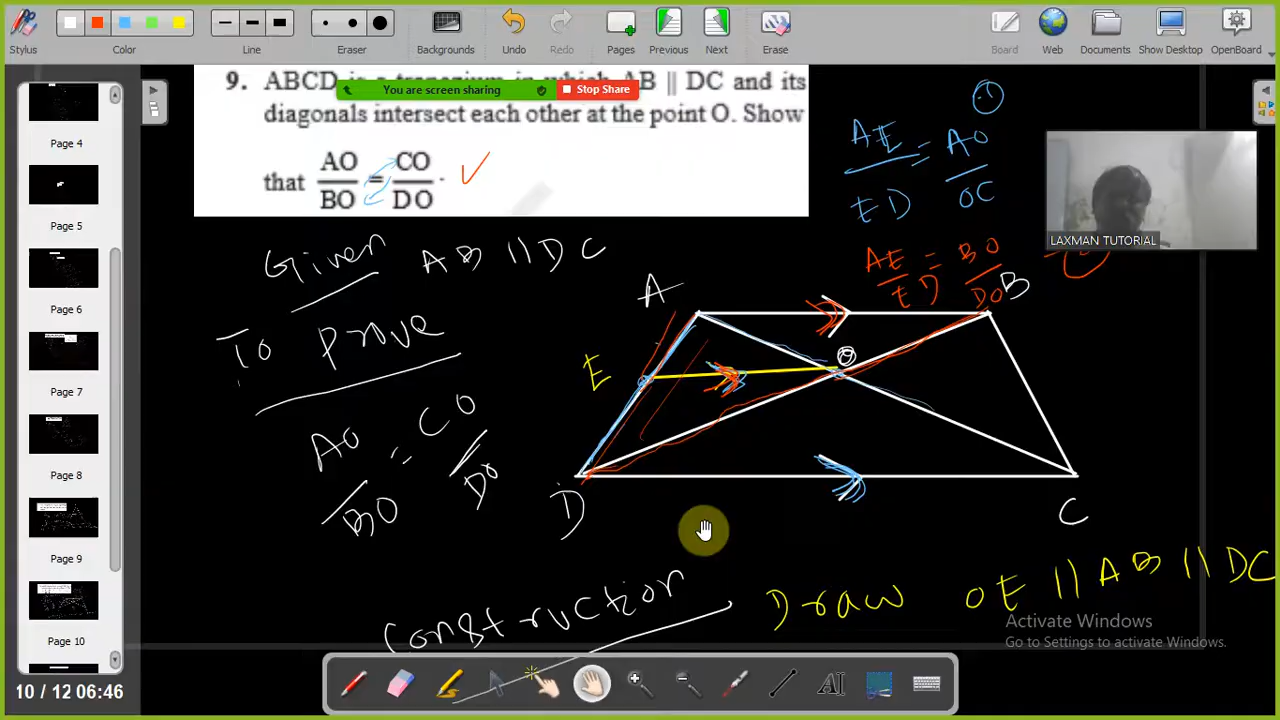 Stylus
Color
Line
Eraser
Backgrounds
Undo
Redo
Pages
Previous
Next
Erase
Board
Web
Documents
Show Desktop
OpenBoard
Page 4
Page 5
Page 6
Page 7
Page 8
Page 9
Page 10
10 / 12 06:46
You are screen sharing
Stop Share
9. ABCD is a trapezium in which AB || DC and its
diagonals intersect each other at the point O. Show
that AO/BO = CO/DO .
LAXMAN TUTORIAL
Given AB || DC
To Prove
AO/BO = CO/DO
AE/ED = AO/OC
AE/ED = BO/DO
A
B
E
O
D
C
Construction Draw OE || AB || DC
Activate Windows
Go to Settings to activate Windows.
AI